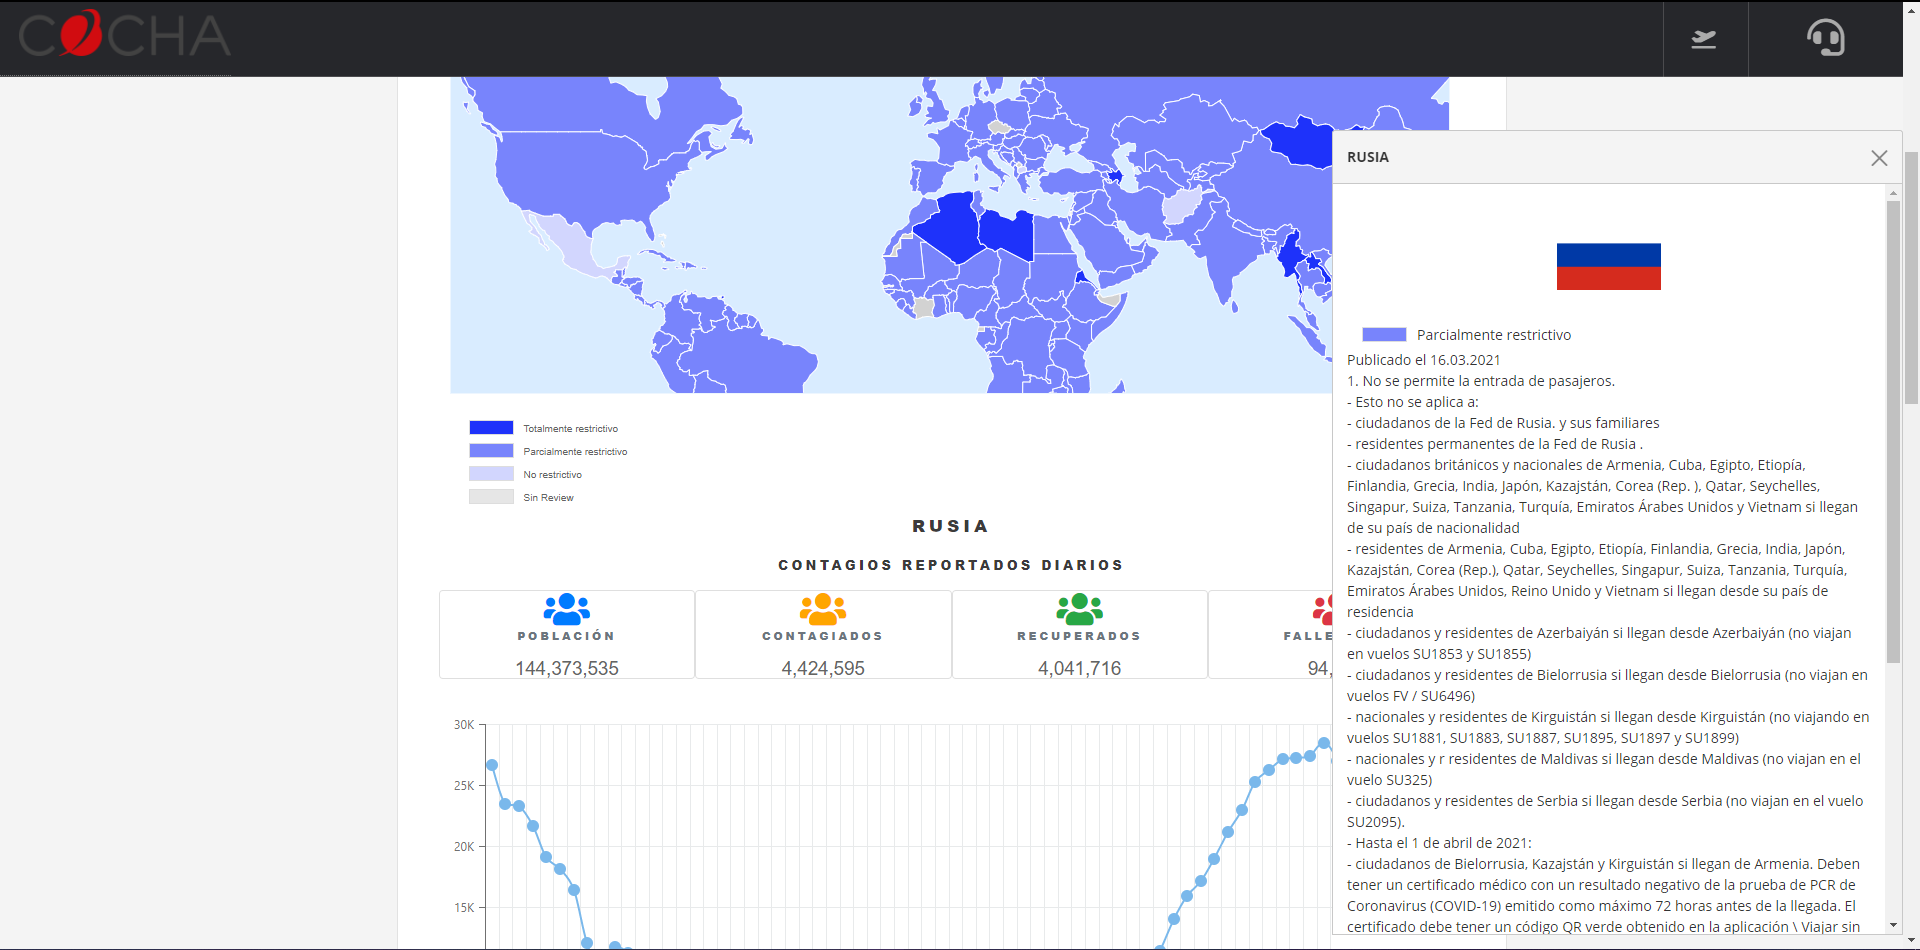 COCHA
Totalmente restrictivo
Parcialmente restrictivo
No restrictivo
Sin Review
RUSIA
CONTAGIOS REPORTADOS DIARIOS
POBLACIÓN
144,373,535
CONTAGIADOS
4,424,595
RECUPERADOS
4,041,716
FALLE
94,
30K
25K
20K
15K
RUSIA
Parcialmente restrictivo
Publicado el 16.03.2021
1. No se permite la entrada de pasajeros.
- Esto no se aplica a:
- ciudadanos de la Fed de Rusia. y sus familiares
- residentes permanentes de la Fed de Rusia .
- ciudadanos británicos y nacionales de Armenia, Cuba, Egipto, Etiopía,
Finlandia, Grecia, India, Japón, Kazajstán, Corea (Rep. ), Qatar, Seychelles,
Singapur, Suiza, Tanzania, Turquía, Emiratos Árabes Unidos y Vietnam si llegan
de su país de nacionalidad
- residentes de Armenia, Cuba, Egipto, Etiopía, Finlandia, Grecia, India, Japón,
Kazajstán, Corea (Rep.), Qatar, Seychelles, Singapur, Suiza, Tanzania, Turquía,
Emiratos Árabes Unidos, Reino Unido y Vietnam si llegan desde su país de
residencia
- ciudadanos y residentes de Azerbaiyán si llegan desde Azerbaiyán (no viajan
en vuelos SU1853 y SU1855)
- ciudadanos y residentes de Bielorrusia si llegan desde Bielorrusia (no viajan en
vuelos FV / SU6496)
- nacionales y residentes de Kirguistán si llegan desde Kirguistán (no viajando en
vuelos SU1881, SU1883, SU1887, SU1895, SU1897 y SU1899)
- nacionales y r residentes de Maldivas si llegan desde Maldivas (no viajan en el
vuelo SU325)
- ciudadanos y residentes de Serbia si llegan desde Serbia (no viajan en el vuelo
SU2095).
- Hasta el 1 de abril de 2021:
- ciudadanos de Bielorrusia, Kazajstán y Kirguistán si llegan de Armenia. Deben
tener un certificado médico con un resultado negativo de la prueba de PCR de
Coronavirus (COVID-19) emitido como máximo 72 horas antes de la llegada. El
certificado debe tener un código QR verde obtenido en la aplicación \ Viajar sin